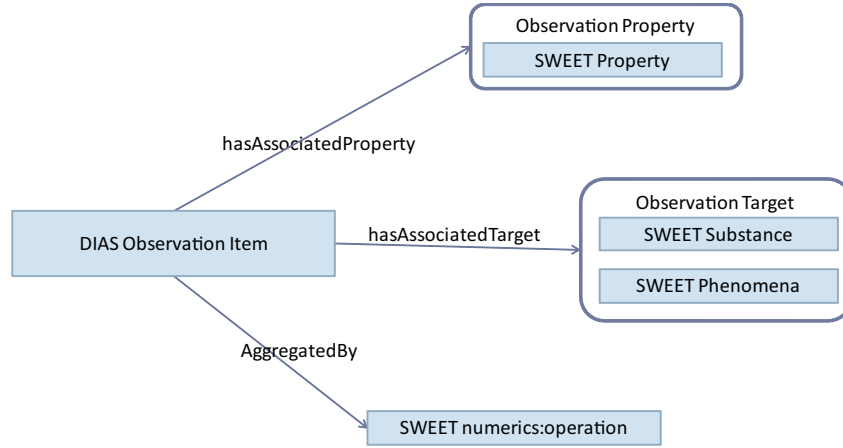 Observation Property
SWEET Property
hasAssociatedProperty
Observation Target
DIAS Observation Item
hasAssociatedTarget
SWEET Substance
SWEET Phenomena
AggregatedBy
SWEET numerics:operation